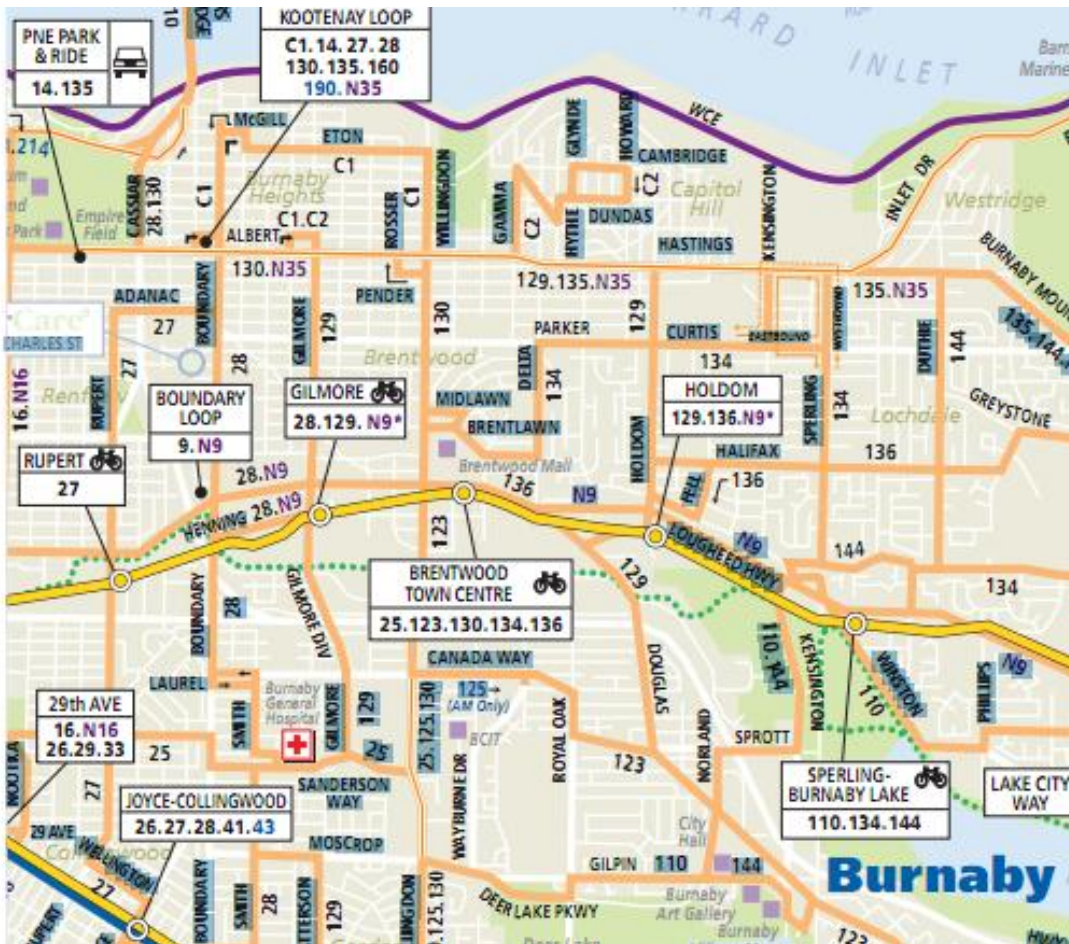 PNE PARK
& RIDE
14.135
KOOTENAY LOOP
C1.14. 27. 28
130.135.160
190. N35
INLET
WCE
McGILL
ETON
C1
CASSIAR
28.130
C1
Burnaby
Heights
C1.C2
ALBERT
Empire
Field
ROSSER
C1
WILLINGDON
GAMMA
C2
GLYNDE
HOWARD
CAMBRIDGE
C2
HYTHE
DUNDAS
Capitol
Hill
HASTINGS
KENSINGTON
INLET DR
Westridge
130.N35
129.135.N35
135.N35
BURNABY MOUN
135.144.
ADANAC
27
BOUNDARY
28
GILMORE
129
PENDER
130
PARKER
129
CURTIS
EASTBOUND
WESTBOUND
134
DUTHIE
144
CHARLES ST
16.N16
27
RUPERT
Brentwood
DELTA
134
MIDLAWN
BRENTLAWN
SPERLING
134
Lochdale
GREYSTONE
BOUNDARY
LOOP
9.N9
GILMORE
28.129. N9*
HOLDOM
129.136.N9*
RUPERT
27
Brentwood Mall
HOLDOM
HALIFAX
136
28.N9
HENNING 28.N9
136
N9
PELL
136
123
LOUGHEED HWY
N9
144
134
BRENTWOOD
TOWN CENTRE
25.123.130.134.136
129
BOUNDARY
28
GILMORE DIV
DOUGLAS
110.144
KENSINGTON
WINSTON
110
N9
PHILLIPS
LAUREL
CANADA WAY
125
(AM Only)
BCIT
29th AVE
16.N16
26.29.33
Burnaby
General
Hospital
SMITH
GILMORE
129
25.125.130
WAYBURNE DR
ROYAL OAK
NORLAND
SPROTT
25
25
123
SANDERSON
WAY
SPERLING-
BURNABY LAKE
110.134.144
LAKE CITY
WAY
NOOTKA
27
JOYCE-COLLINGWOOD
26.27.28.41.43
29 AVE
WELLINGTON
27
MOSCROP
City
Hall
GILPIN
110
144
Burnaby
BOUNDARY
SMITH
28
129
DEER LAKE PKWY
Burnaby
Art Gallery
Burnaby
123
RUPERT